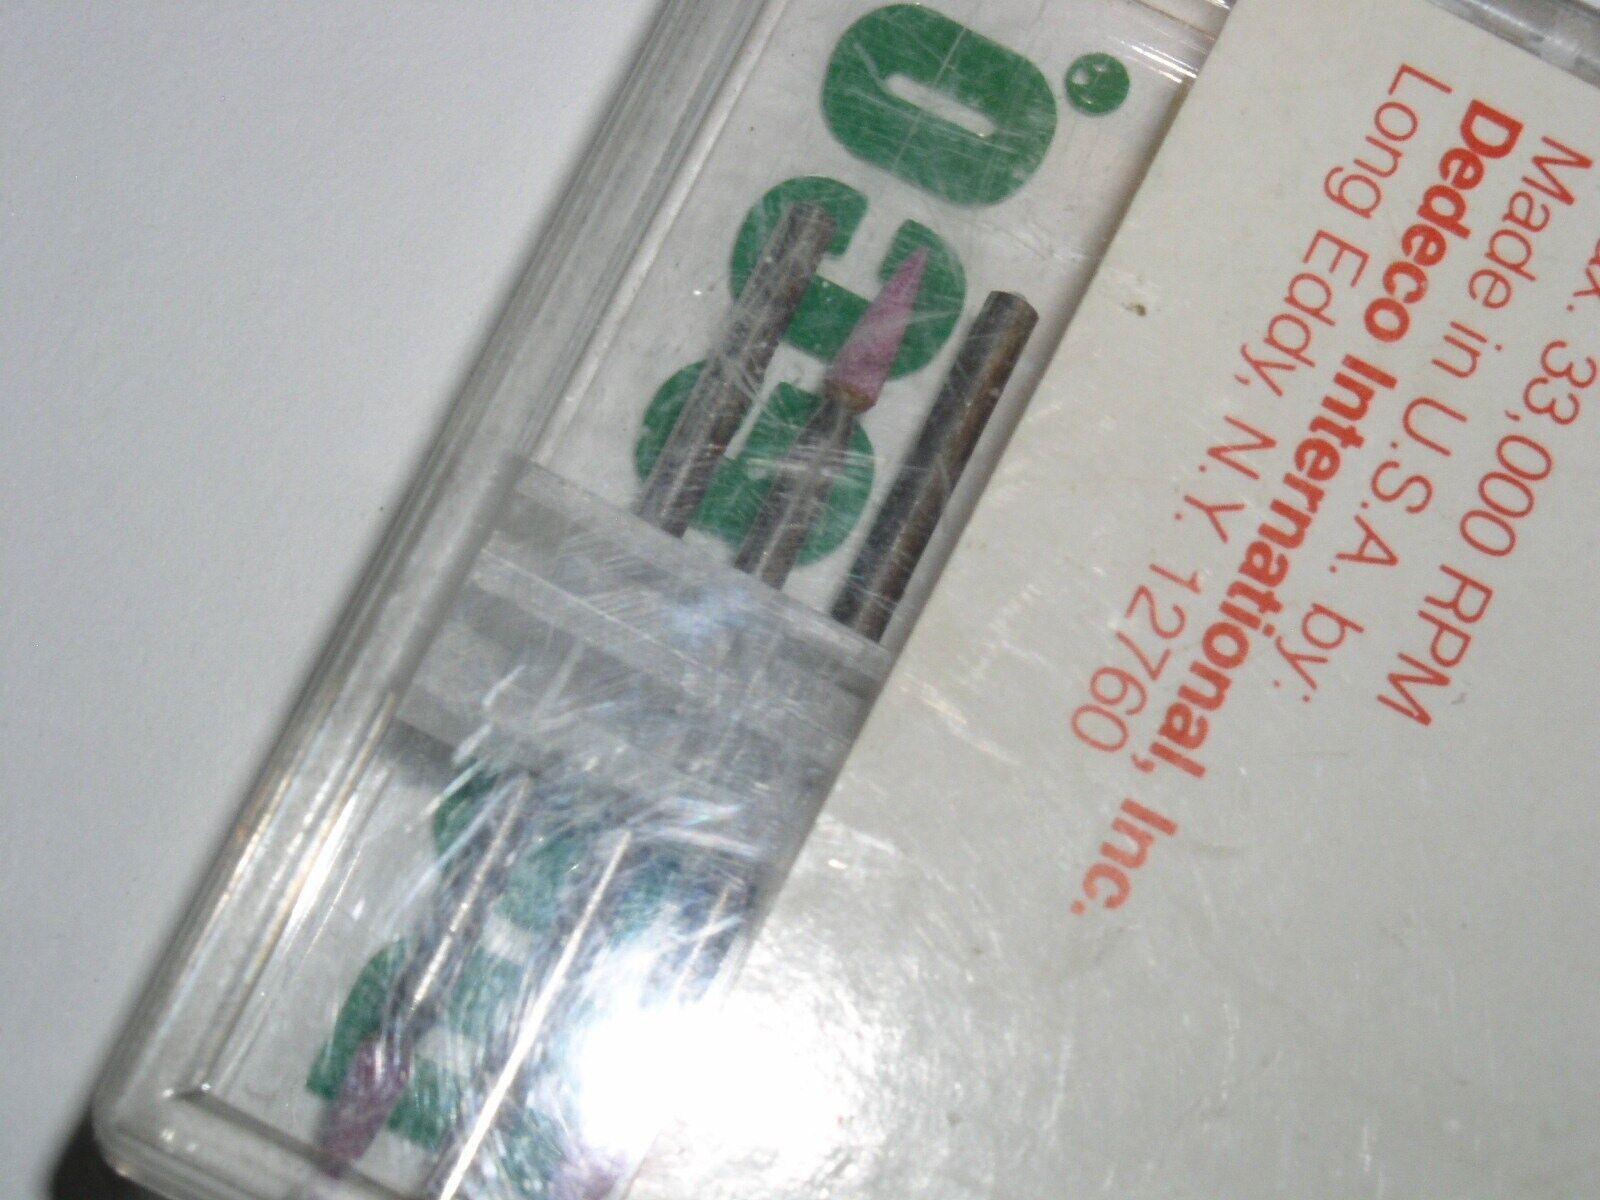 33,000 RPM
Made in U.S.A. by:
Dedeco International, Inc.
Long Eddy, N.Y. 12760